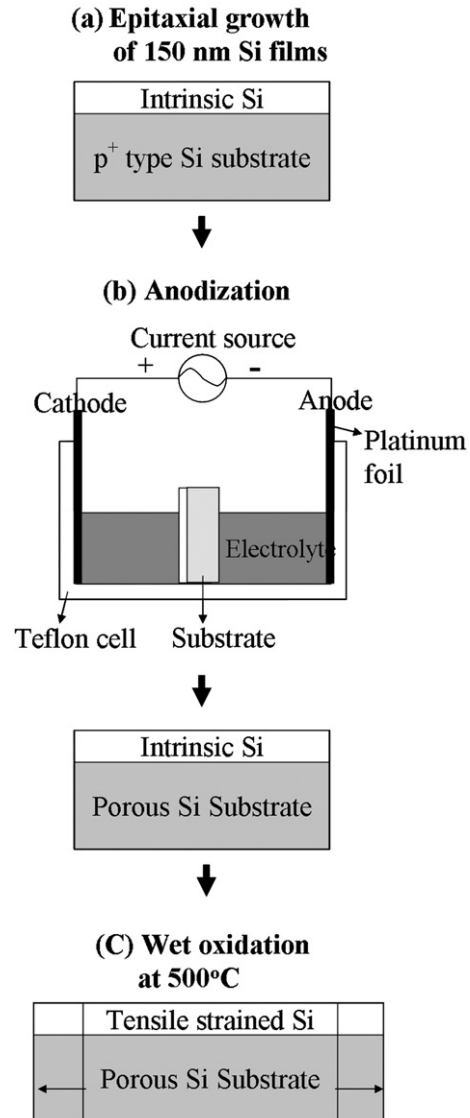 (a) Epitaxial growth
of 150 nm Si films
Intrinsic Si
p+ type Si substrate
(b) Anodization
Current source
+ -
Cathode Anode
Platinum
foil
Electrolyte
Teflon cell Substrate
Intrinsic Si
Porous Si Substrate
(C) Wet oxidation
at 500°C
Tensile strained Si
Porous Si Substrate